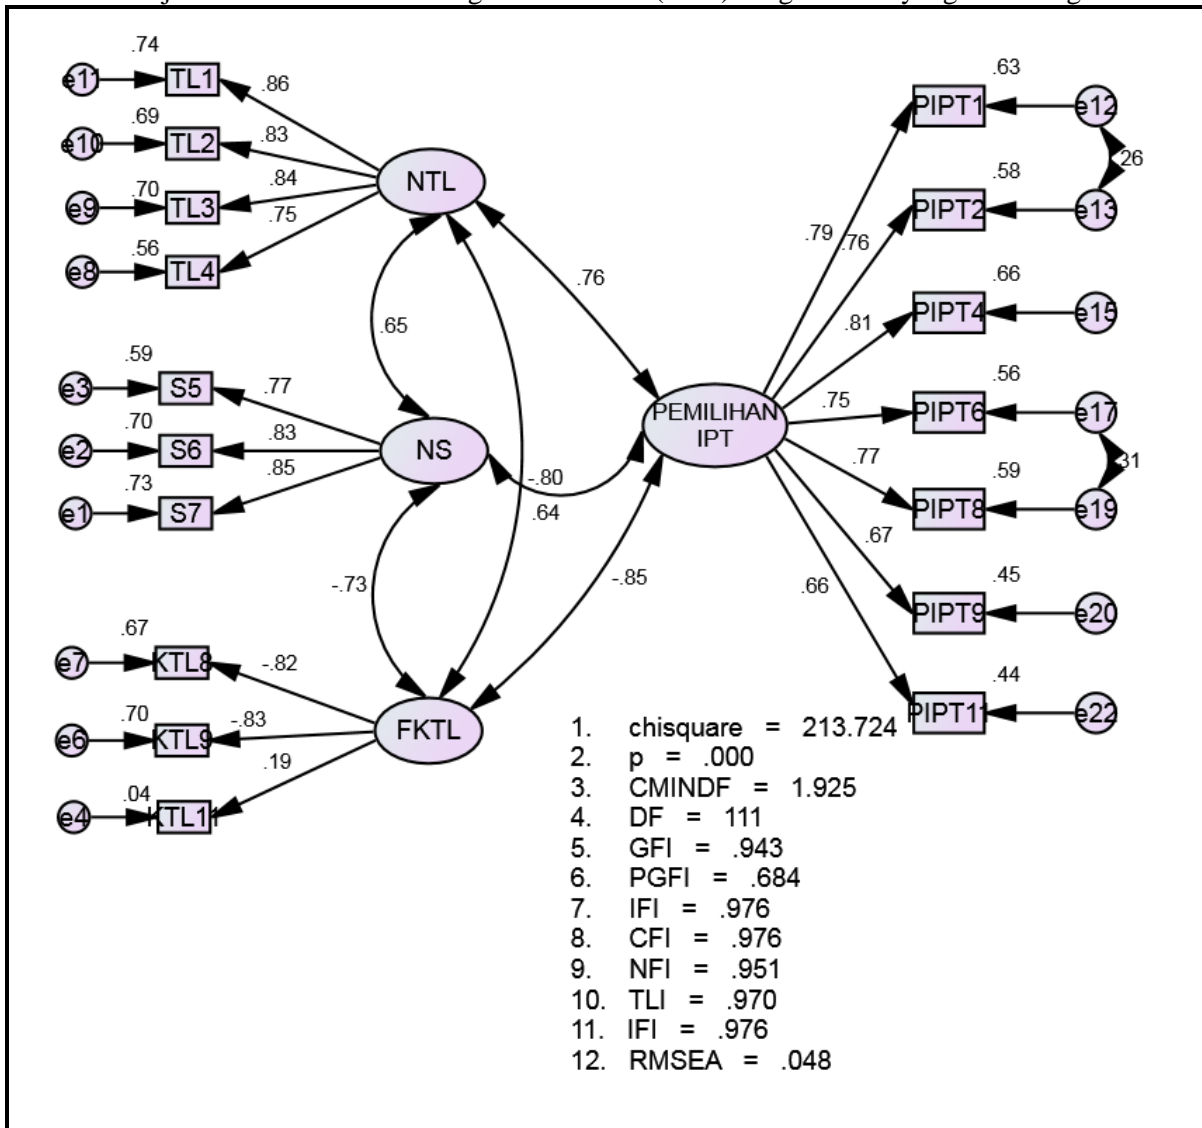 .74
e11
TL1
.86
.69
e10
TL2
.83
.70
e9
TL3
.84
.56
e8
TL4
.75
NTL
.65
.76
.59
e3
S5
.77
.70
e2
S6
.83
.73
e1
S7
.85
NS
-.80
.64
-.73
-.85
.67
e7
KTL8
-.82
.70
e6
KTL9
-.83
.04
e4
KTL1
.19
FKTL
PEMILIHAN
IPT
.79
.76
.81
.75
.77
.67
.66
.63
PIPT1
e12
26
.58
PIPT2
e13
.66
PIPT4
e15
.56
PIPT6
e17
31
.59
PIPT8
e19
.45
PIPT9
e20
.44
PIPT1
e22
1. chisquare = 213.724
2. p = .000
3. CMINDF = 1.925
4. DF = 111
5. GFI = .943
6. PGFI = .684
7. IFI = .976
8. CFI = .976
9. NFI = .951
10. TLI = .970
11. IFI = .976
12. RMSEA = .048